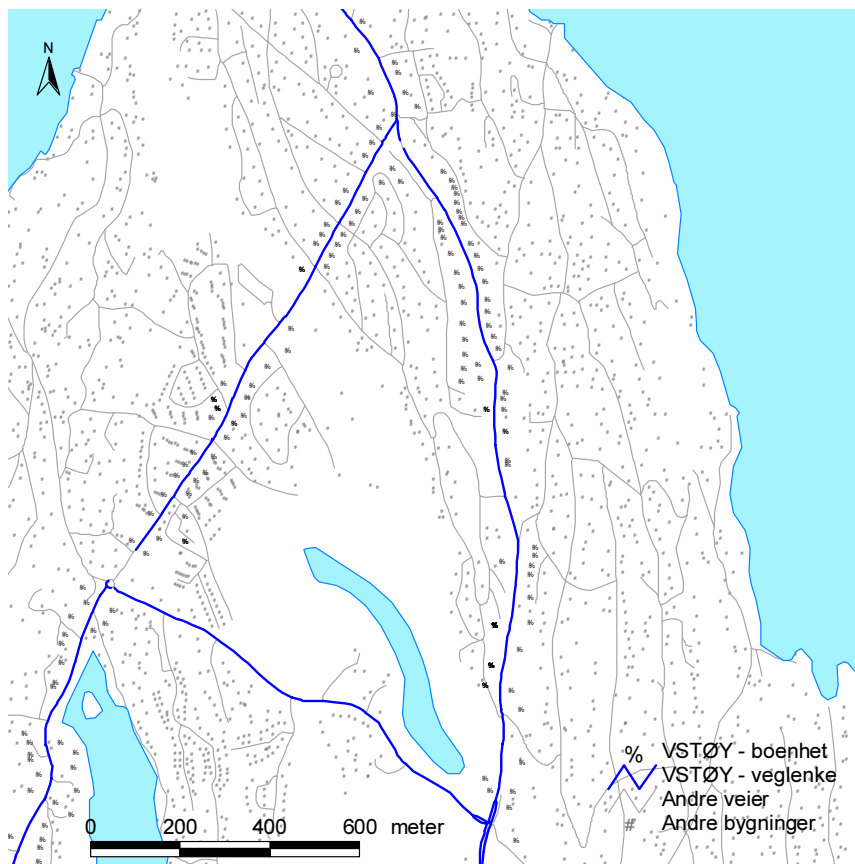 N
% VSTØY - boenhet
VSTØY - veglenke
Andre veier
# Andre bygninger
0 200 400 600 meter